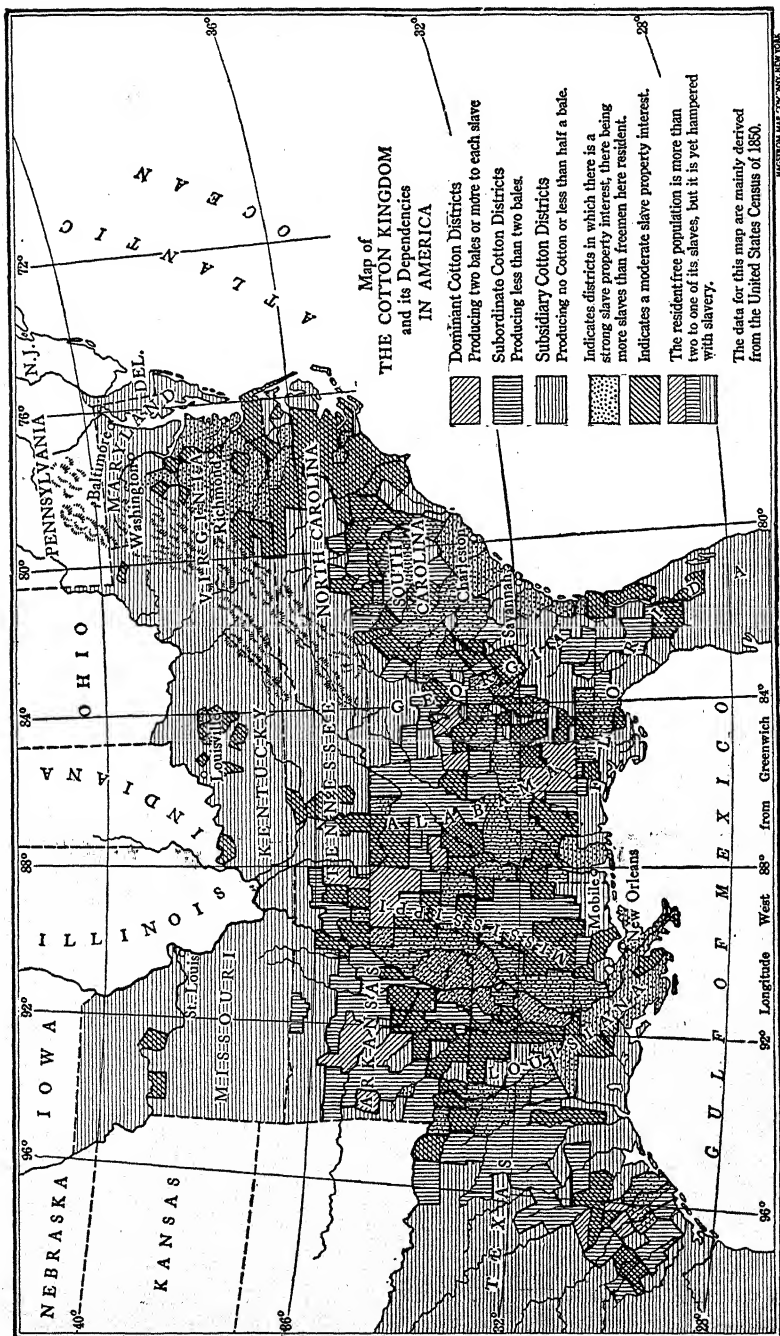 Map of
THE COTTON KINGDOM
and its Dependencies
IN AMERICA
Dominant Cotton Districts
Producing two bales or more to each slave
Subordinate Cotton Districts
Producing less than two bales.
Subsidiary Cotton Districts
Producing no Cotton or less than half a bale.
Indicates districts in which there is a
strong slave property interest, there being
more slaves than freemen here resident.
Indicates a moderate slave property interest.
The resident free population is more than
two to one of its slaves, but it is yet hampered
with slavery.
The data for this map are mainly derived
from the United States Census of 1850.
NEBRASKA
IOWA
KANSAS
ILLINOIS
INDIANA
OHIO
PENNSYLVANIA
N.J.
DEL.
MARYLAND
Baltimore
Washington
VIRGINIA
Richmond
MISSOURI
St. Louis
KENTUCKY
Louisville
TENNESSEE
NORTH CAROLINA
SOUTH
CAROLINA
Charleston
Savannah
GEORGIA
FLORIDA
ALABAMA
MISSISSIPPI
ARKANSAS
LOUISIANA
TEXAS
Mobile
New Orleans
ATLANTIC
OCEAN
GULF OF MEXICO
96°
92°
88°
84°
80°
76°
72°
40°
36°
32°
28°
36°
32°
28°
96°
92° Longitude West
88° from Greenwich
84°
80°